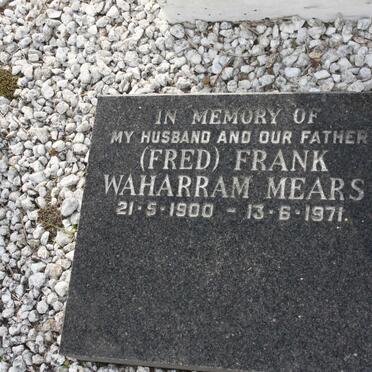 IN MEMORY OF
MY HUSBAND AND OUR FATHER
(FRED) FRANK
WAHARRAM MEARS
21-5-1900 - 13-6-1971